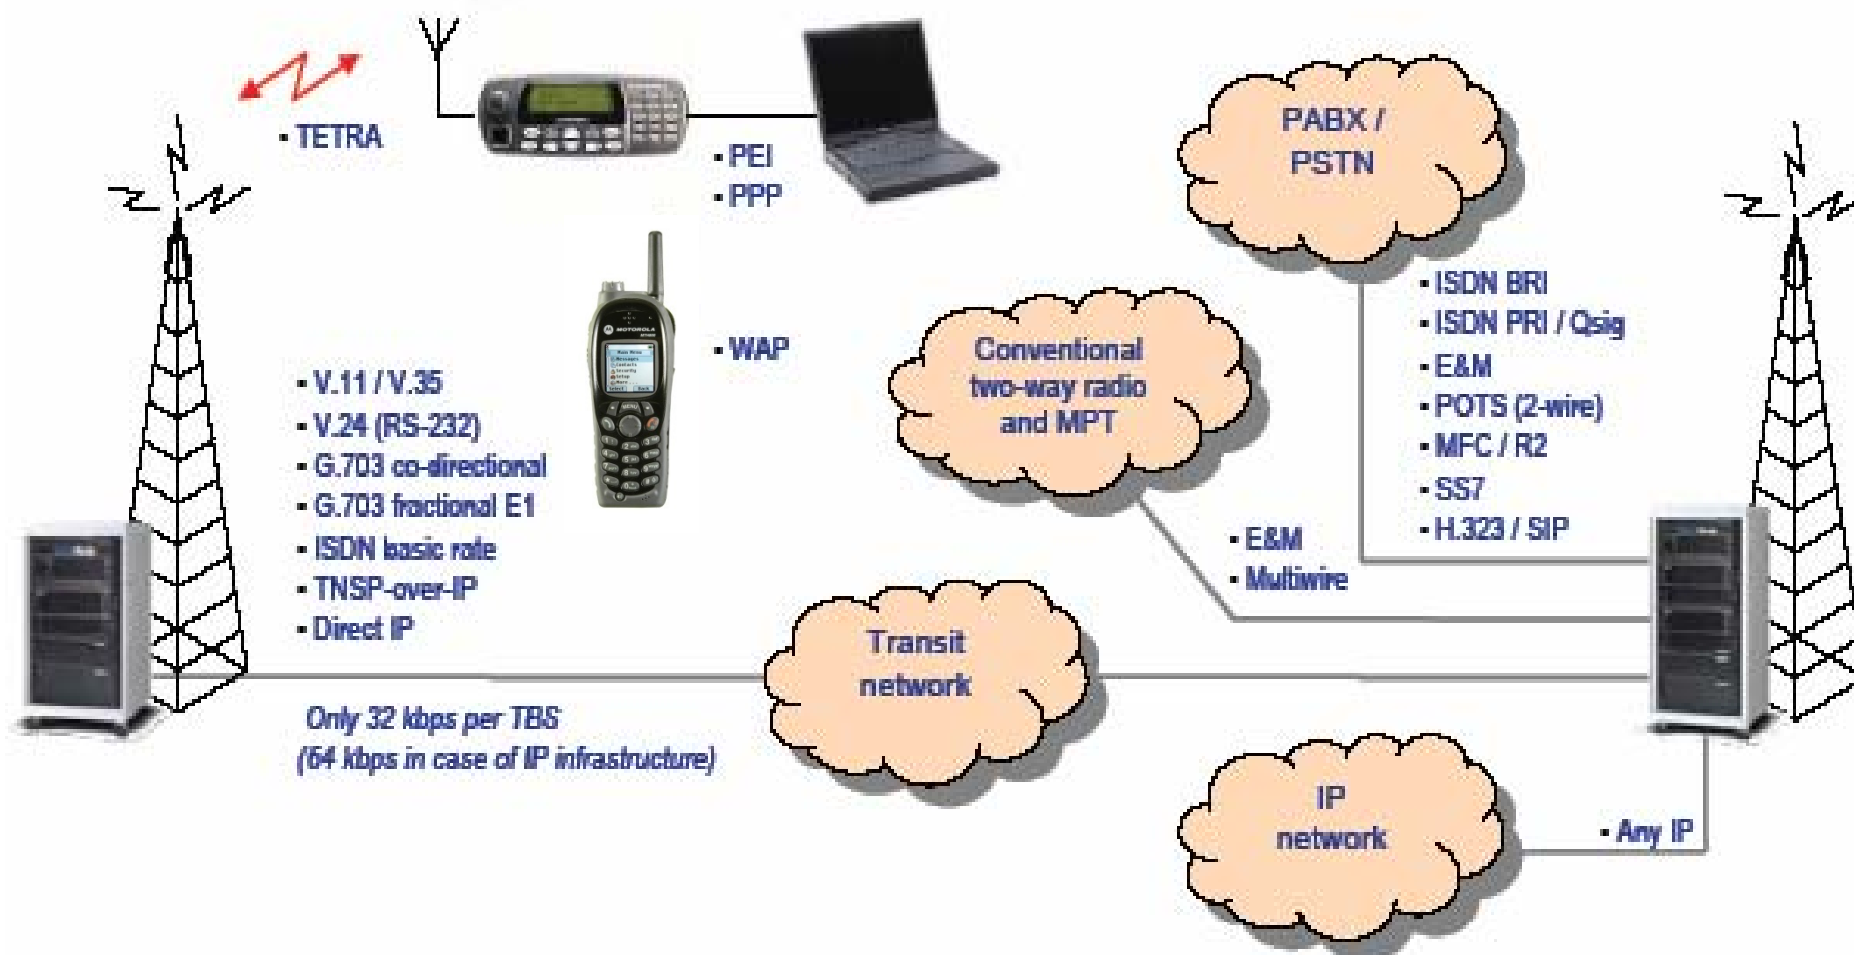 ▪ TETRA
▪ PEI
▪ PPP
PABX /
PSTN
MOTOROLA
▪ WAP
▪ V.11 / V.35
▪ V.24 (RS-232)
▪ G.703 co-directional
▪ G.703 fractional E1
▪ ISDN basic rate
▪ TNSP-over-IP
▪ Direct IP
Only 32 kbps per TBS
(64 kbps in case of IP infrastructure)
Conventional
two-way radio
and MPT
▪ ISDN BRI
▪ ISDN PRI / Qsig
▪ E&M
▪ POTS (2-wire)
▪ MFC / R2
▪ SS7
▪ H.323 / SIP
▪ E&M
▪ Multiwire
Transit
network
IP
network
▪ Any IP